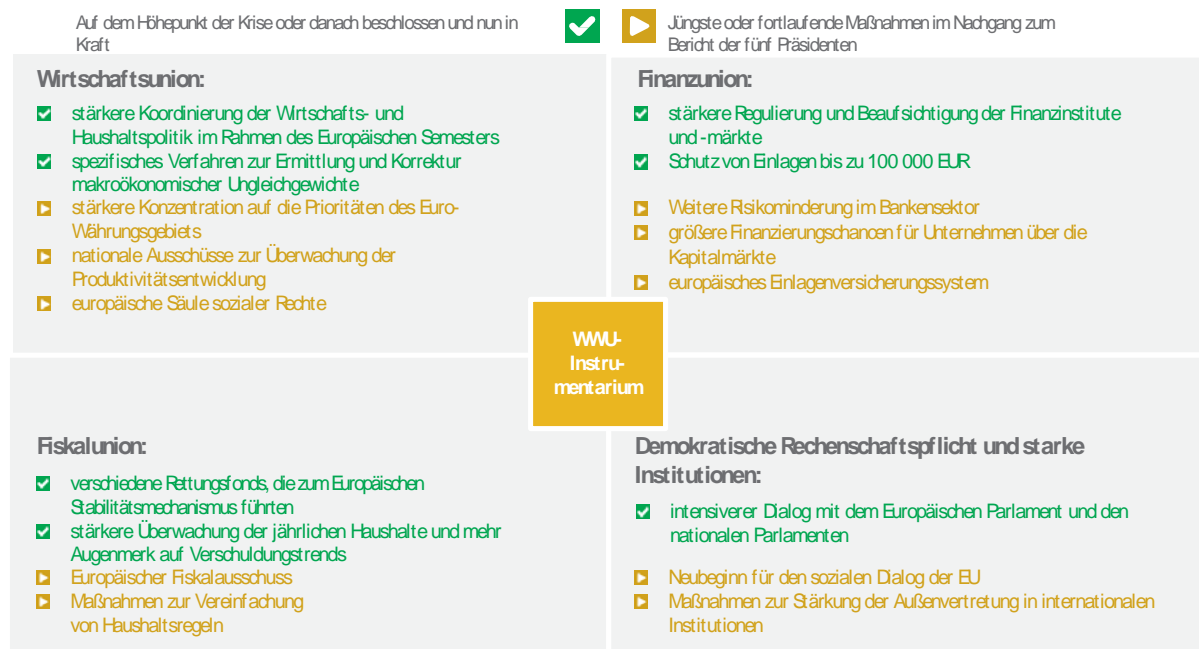 Auf dem Höhepunkt der Krise oder danach beschlossen und nun in
Kraft
Jüngste oder fortlaufende Maßnahmen im Nachgang zum
Bericht der fünf Präsidenten
Wirtschaftsunion:
stärkere Koordinierung der Wirtschafts- und
Haushaltspolitik im Rahmen des Europäischen Semesters
spezifisches Verfahren zur Ermittlung und Korrektur
makroökonomischer Ungleichgewichte
stärkere Konzentration auf die Prioritäten des Euro-
Währungsgebiets
nationale Ausschüsse zur Überwachung der
Produktivitätsentwicklung
europäische Säule sozialer Rechte
Finanzunion:
stärkere Regulierung und Beaufsichtigung der Finanzinstitute
und -märkte
Schutz von Einlagen bis zu 100 000 EUR
Weitere Risikominderung im Bankensektor
größere Finanzierungschancen für Unternehmen über die
Kapitalmärkte
europäisches Einlagenversicherungssystem
WWU-
Instru-
mentarium
Fiskalunion:
verschiedene Rettungsfonds, die zum Europäischen
Stabilitätsmechanismus führten
stärkere Überwachung der jährlichen Haushalte und mehr
Augenmerk auf Verschuldungstrends
Europäischer Fiskalausschuss
Maßnahmen zur Vereinfachung
von Haushaltsregeln
Demokratische Rechenschaftspflicht und starke
Institutionen:
intensiverer Dialog mit dem Europäischen Parlament und den
nationalen Parlamenten
Neubeginn für den sozialen Dialog der EU
Maßnahmen zur Stärkung der Außenvertretung in internationalen
Institutionen